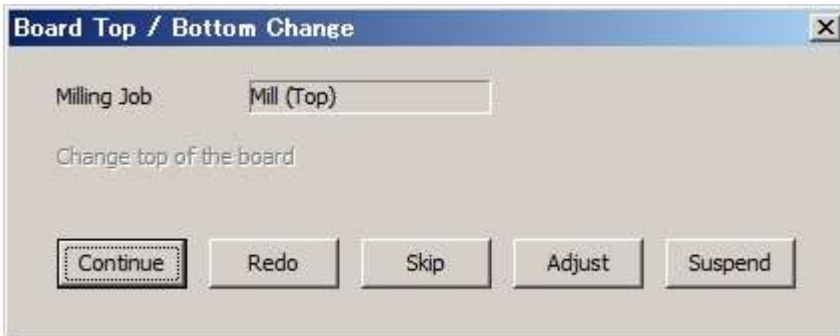 Board Top / Bottom Change
Milling Job Mill (Top)
Change top of the board
Continue Redo Skip Adjust Suspend